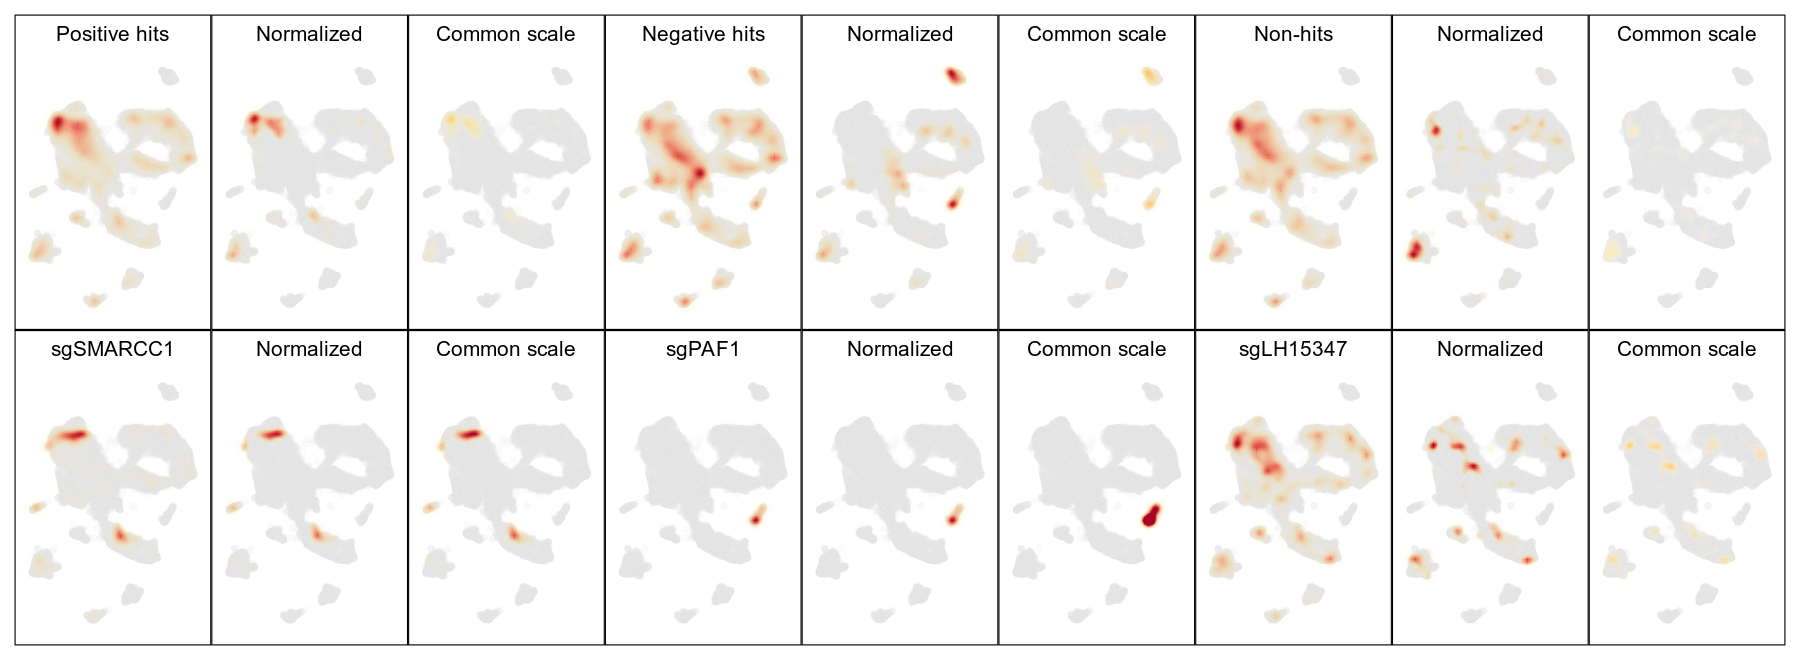 Positive hits
Normalized
Common scale
Negative hits
Normalized
Common scale
Non-hits
Normalized
Common scale
sgSMARCC1
Normalized
Common scale
sgPAF1
Normalized
Common scale
sgLH15347
Normalized
Common scale